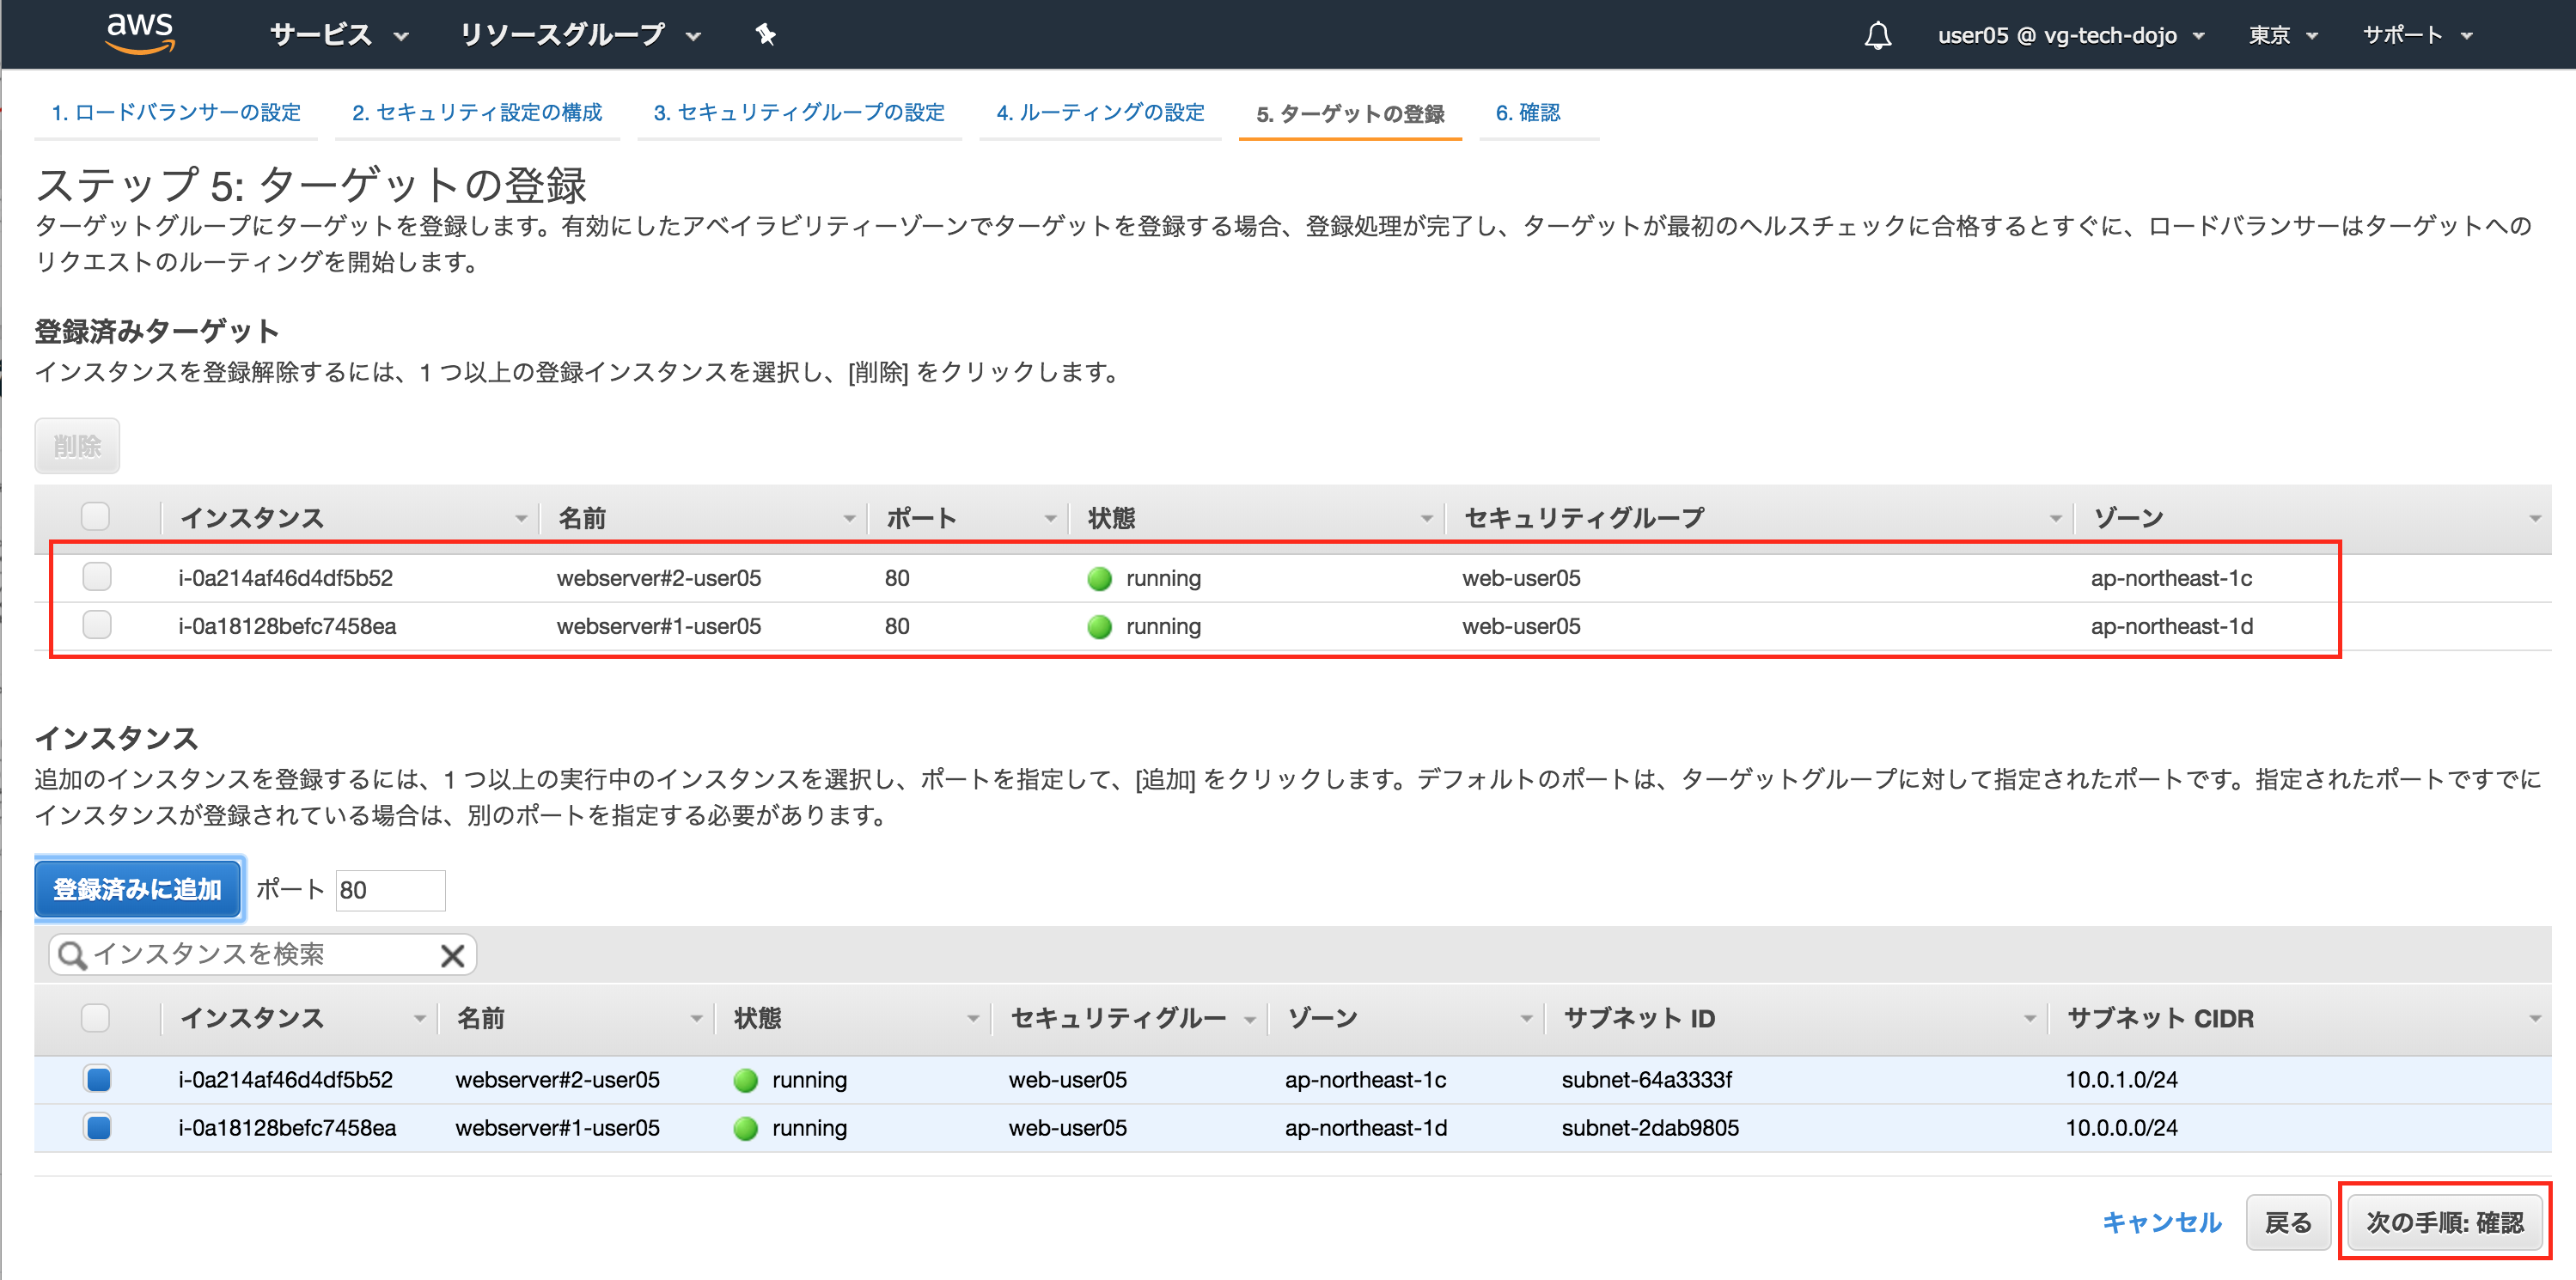 aws サービス リソースグループ user05 @ vg-tech-dojo 東京 サポート
1. ロードバランサーの設定 2. セキュリティ設定の構成 3. セキュリティグループの設定 4. ルーティングの設定 5. ターゲットの登録 6. 確認
ステップ 5: ターゲットの登録
ターゲットグループにターゲットを登録します。有効にしたアベイラビリティーゾーンでターゲットを登録する場合、登録処理が完了し、ターゲットが最初のヘルスチェックに合格するとすぐに、ロードバランサーはターゲットへの
リクエストのルーティングを開始します。
登録済みターゲット
インスタンスを登録解除するには、1 つ以上の登録インスタンスを選択し、[削除] をクリックします。
削除
インスタンス 名前 ポート 状態 セキュリティグループ ゾーン
i-0a214af46d4df5b52 webserver#2-user05 80 running web-user05 ap-northeast-1c
i-0a18128befc7458ea webserver#1-user05 80 running web-user05 ap-northeast-1d
インスタンス
追加のインスタンスを登録するには、1 つ以上の実行中のインスタンスを選択し、ポートを指定して、[追加] をクリックします。デフォルトのポートは、ターゲットグループに対して指定されたポートです。指定されたポートですでに
インスタンスが登録されている場合は、別のポートを指定する必要があります。
登録済みに追加 ポート 80
インスタンスを検索
インスタンス 名前 状態 セキュリティグルー ゾーン サブネット ID サブネット CIDR
i-0a214af46d4df5b52 webserver#2-user05 running web-user05 ap-northeast-1c subnet-64a3333f 10.0.1.0/24
i-0a18128befc7458ea webserver#1-user05 running web-user05 ap-northeast-1d subnet-2dab9805 10.0.0.0/24
キャンセル 戻る 次の手順: 確認